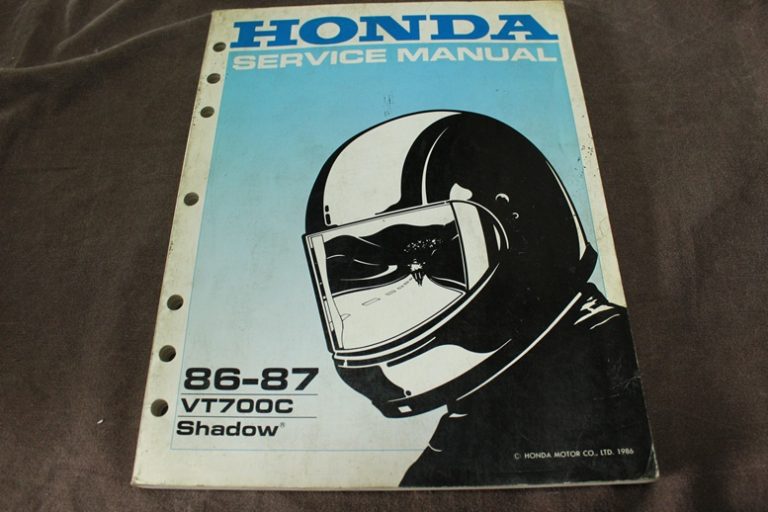 HONDA
SERVICE MANUAL
86-87
VT700C
Shadow®
© HONDA MOTOR CO., LTD. 1986